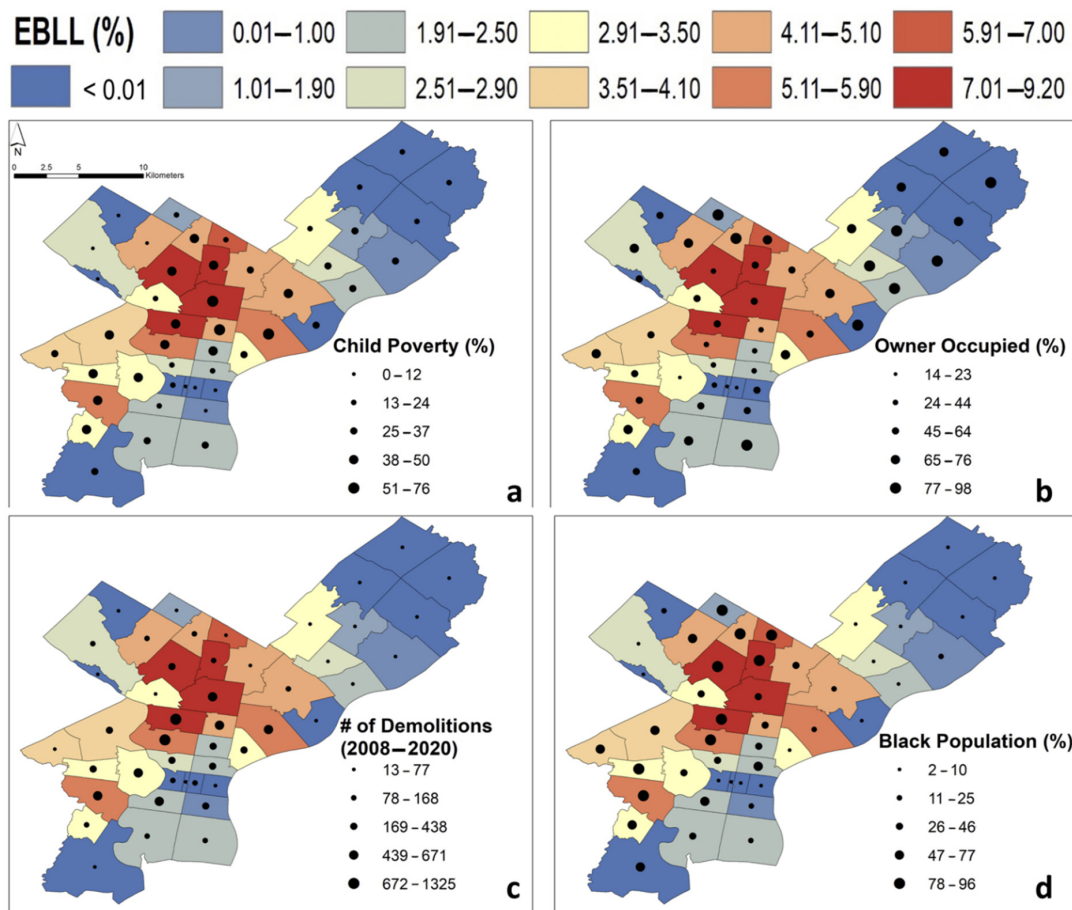 EBLL (%)
0.01–1.00
1.91–2.50
2.91–3.50
4.11–5.10
5.91–7.00
< 0.01
1.01–1.90
2.51–2.90
3.51–4.10
5.11–5.90
7.01–9.20
N
0 2.5 5 10
Kilometers
Child Poverty (%)
0 – 12
13 – 24
25 – 37
38 – 50
51 – 76
a
Owner Occupied (%)
14 – 23
24 – 44
45 – 64
65 – 76
77 – 98
b
# of Demolitions
(2008–2020)
13 – 77
78 – 168
169 – 438
439 – 671
672 – 1325
c
Black Population (%)
2 – 10
11 – 25
26 – 46
47 – 77
78 – 96
d